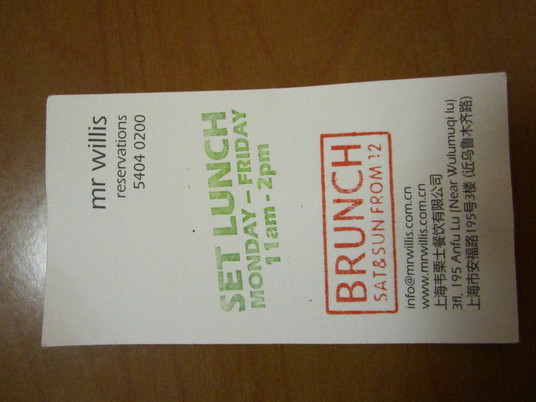 mr willis
reservations
5404 0200
SET LUNCH
MONDAY – FRIDAY
11am - 2pm
BRUNCH
SAT&SUN FROM 12
info@mrwillis.com.cn
www.mrwillis.com.cn
上海韦栗士餐饮有限公司
3fl, 195 Anfu Lu (Near Wulumuqi lu)
上海市安福路195号3楼 (近乌鲁木齐路)